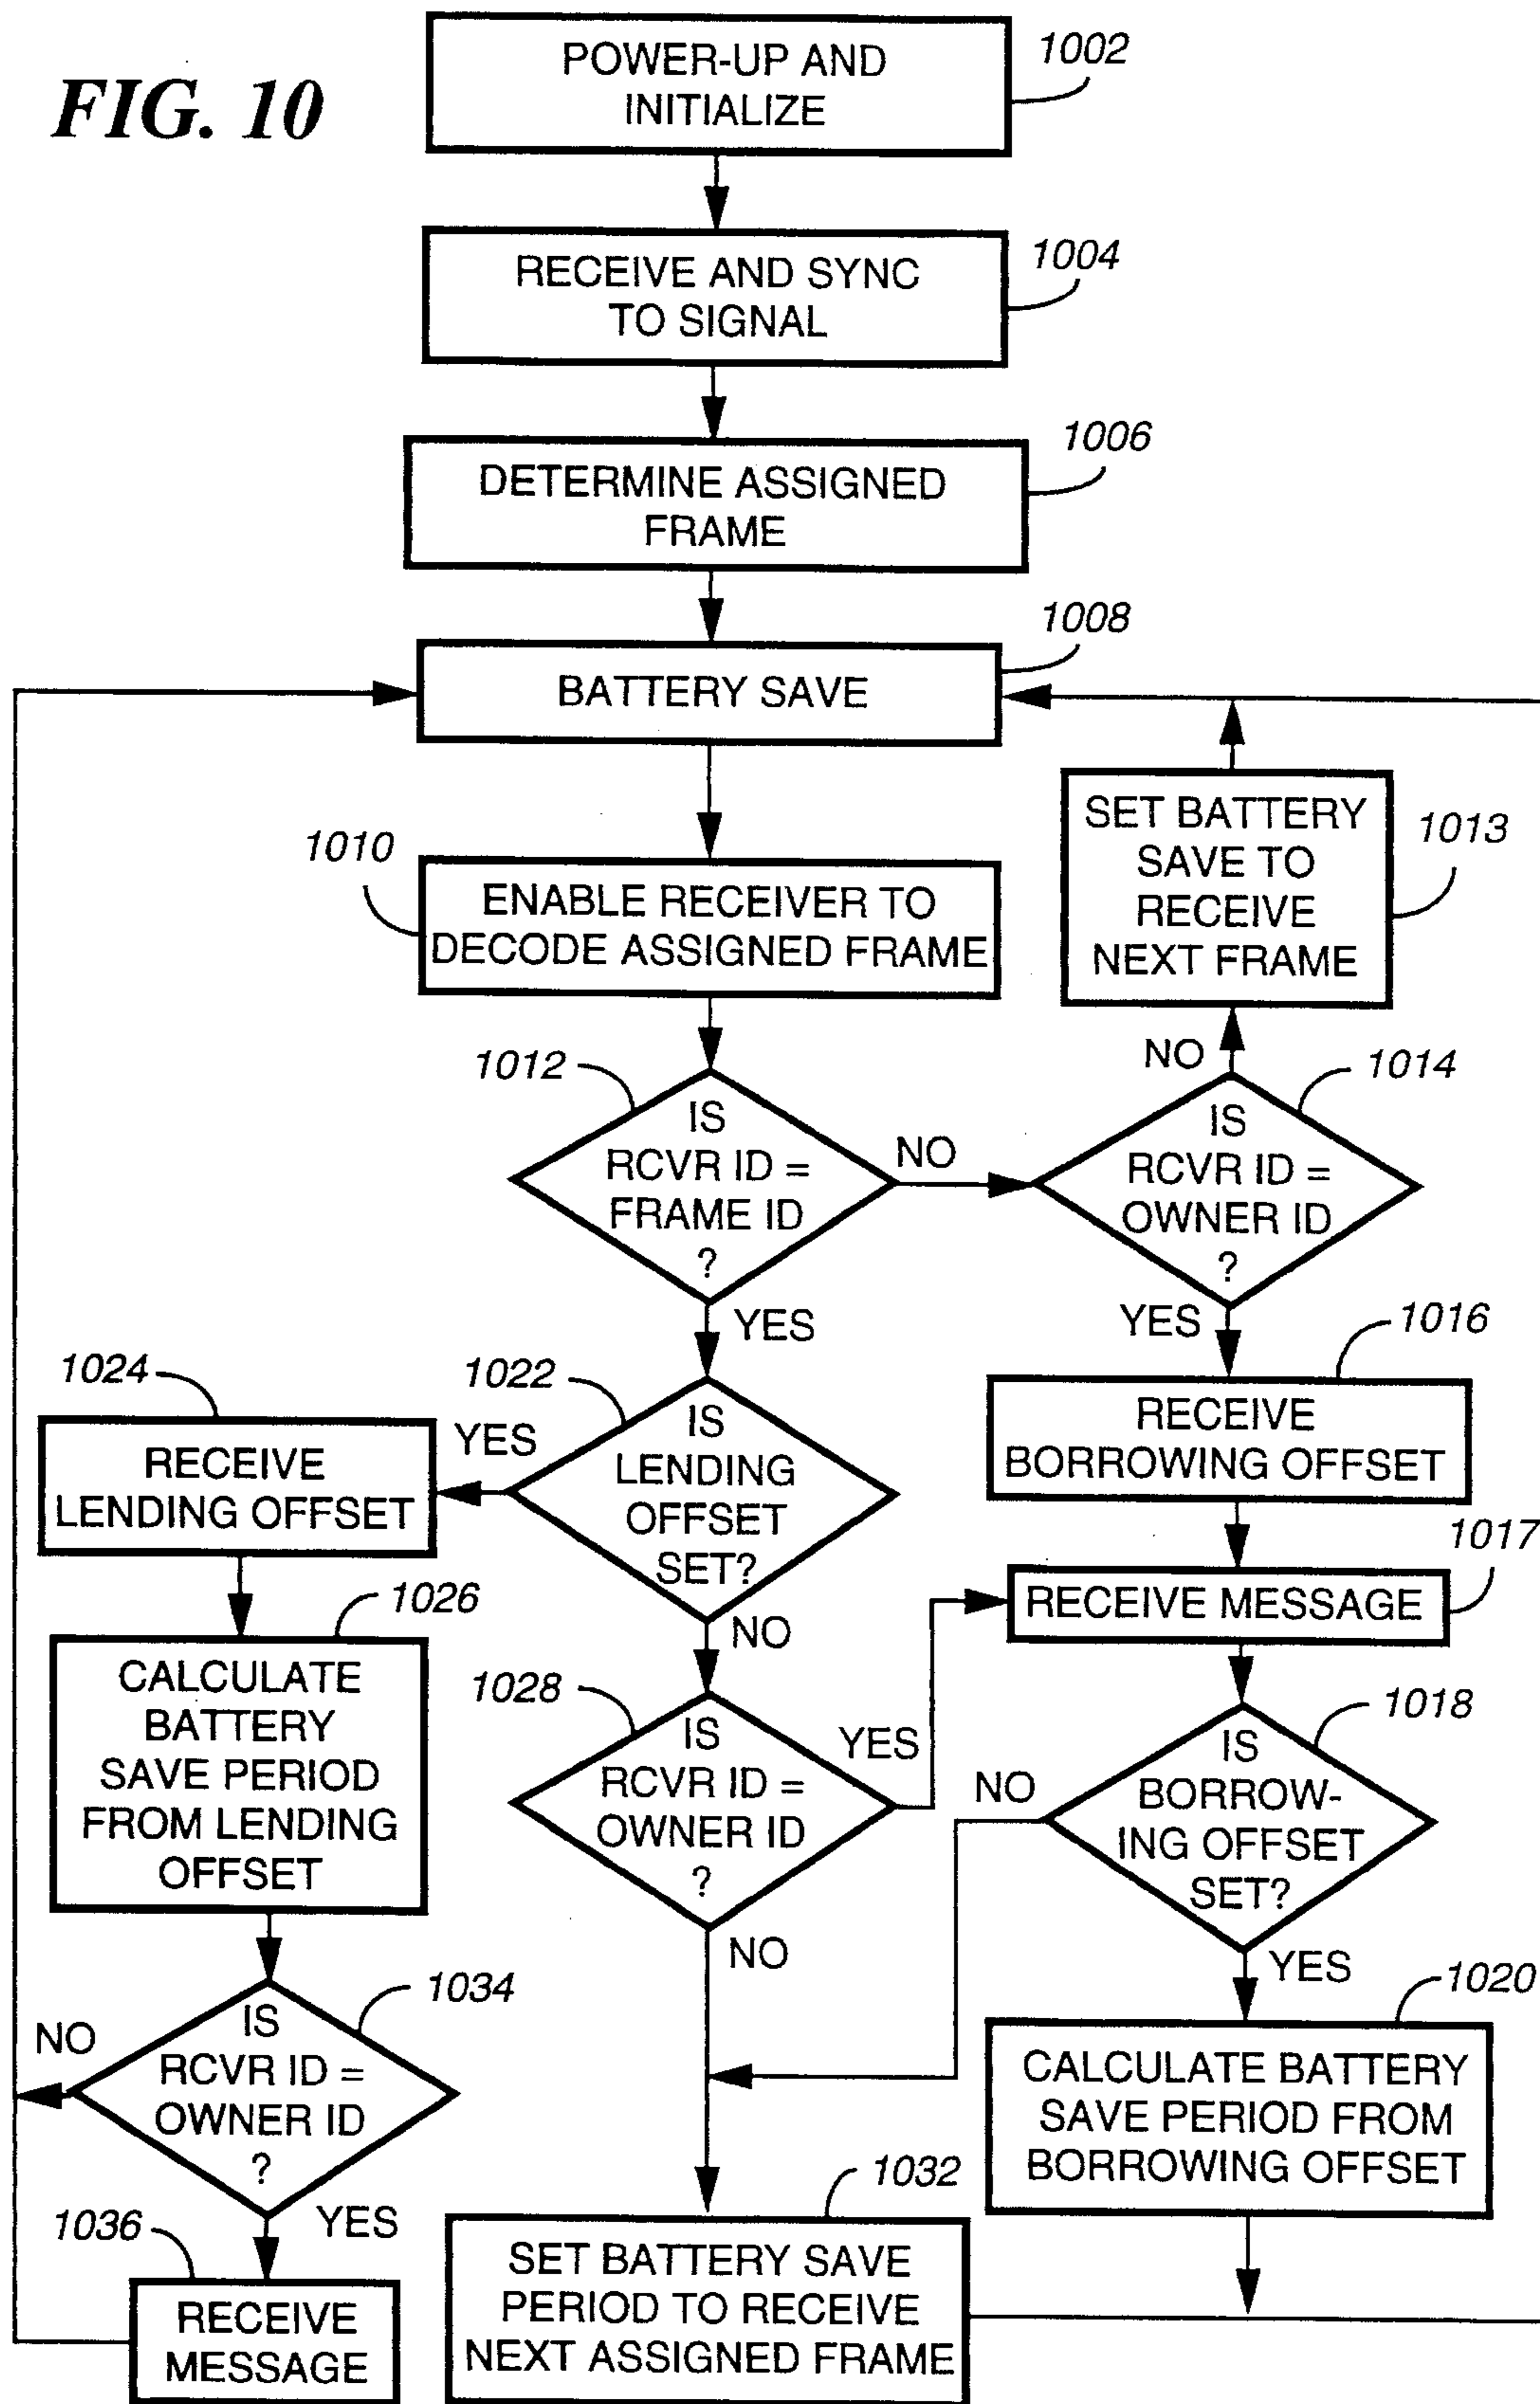 FIG. 10
POWER-UP AND
INITIALIZE
1002
RECEIVE AND SYNC
TO SIGNAL
1004
DETERMINE ASSIGNED
FRAME
1006
BATTERY SAVE
1008
1010
ENABLE RECEIVER TO
DECODE ASSIGNED FRAME
SET BATTERY
SAVE TO
RECEIVE
NEXT FRAME
1013
1012
IS
RCVR ID =
FRAME ID
?
NO
YES
NO
1014
IS
RCVR ID =
OWNER ID
?
YES
1016
RECEIVE
BORROWING OFFSET
1024
RECEIVE
LENDING OFFSET
YES
1022
IS
LENDING
OFFSET
SET?
NO
1017
RECEIVE MESSAGE
1026
CALCULATE
BATTERY
SAVE PERIOD
FROM LENDING
OFFSET
1028
IS
RCVR ID =
OWNER ID
?
YES
NO
1018
IS
BORROW-
ING OFFSET
SET?
NO
YES
1034
IS
RCVR ID =
OWNER ID
?
NO
YES
1020
CALCULATE BATTERY
SAVE PERIOD FROM
BORROWING OFFSET
1036
RECEIVE
MESSAGE
1032
SET BATTERY SAVE
PERIOD TO RECEIVE
NEXT ASSIGNED FRAME